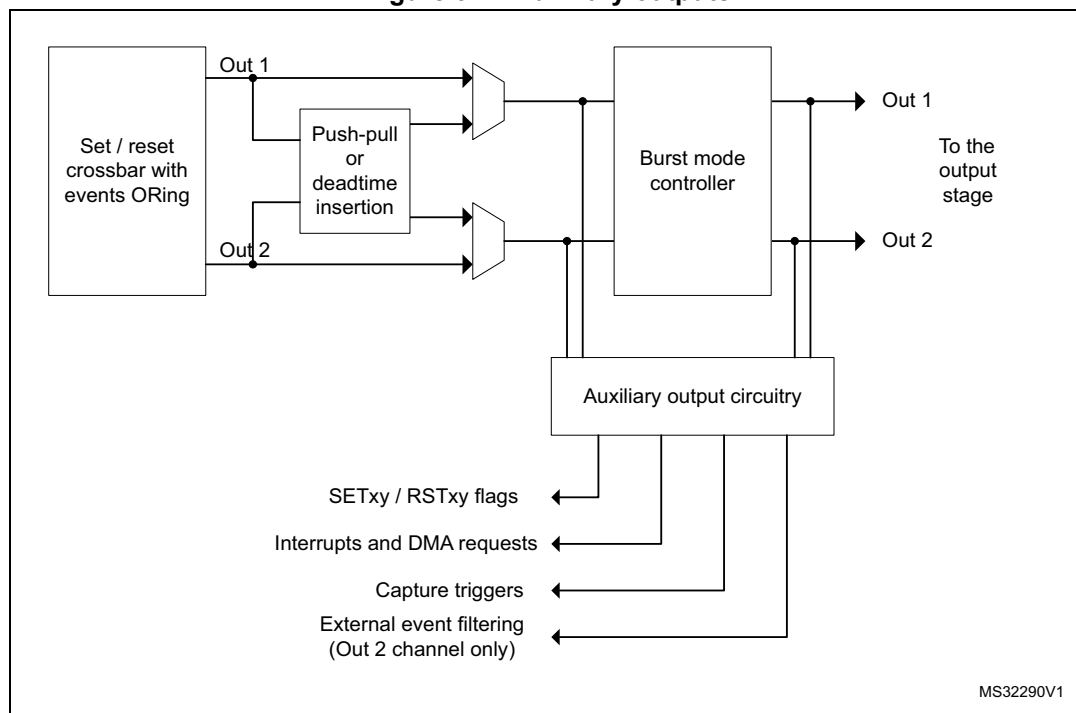 Out 1
Set / reset
crossbar with
events ORing
Out 2
Push-pull
or
deadtime
insertion
Burst mode
controller
Out 1
To the
output
stage
Out 2
Auxiliary output circuitry
SETxy / RSTxy flags
Interrupts and DMA requests
Capture triggers
External event filtering
(Out 2 channel only)
MS32290V1